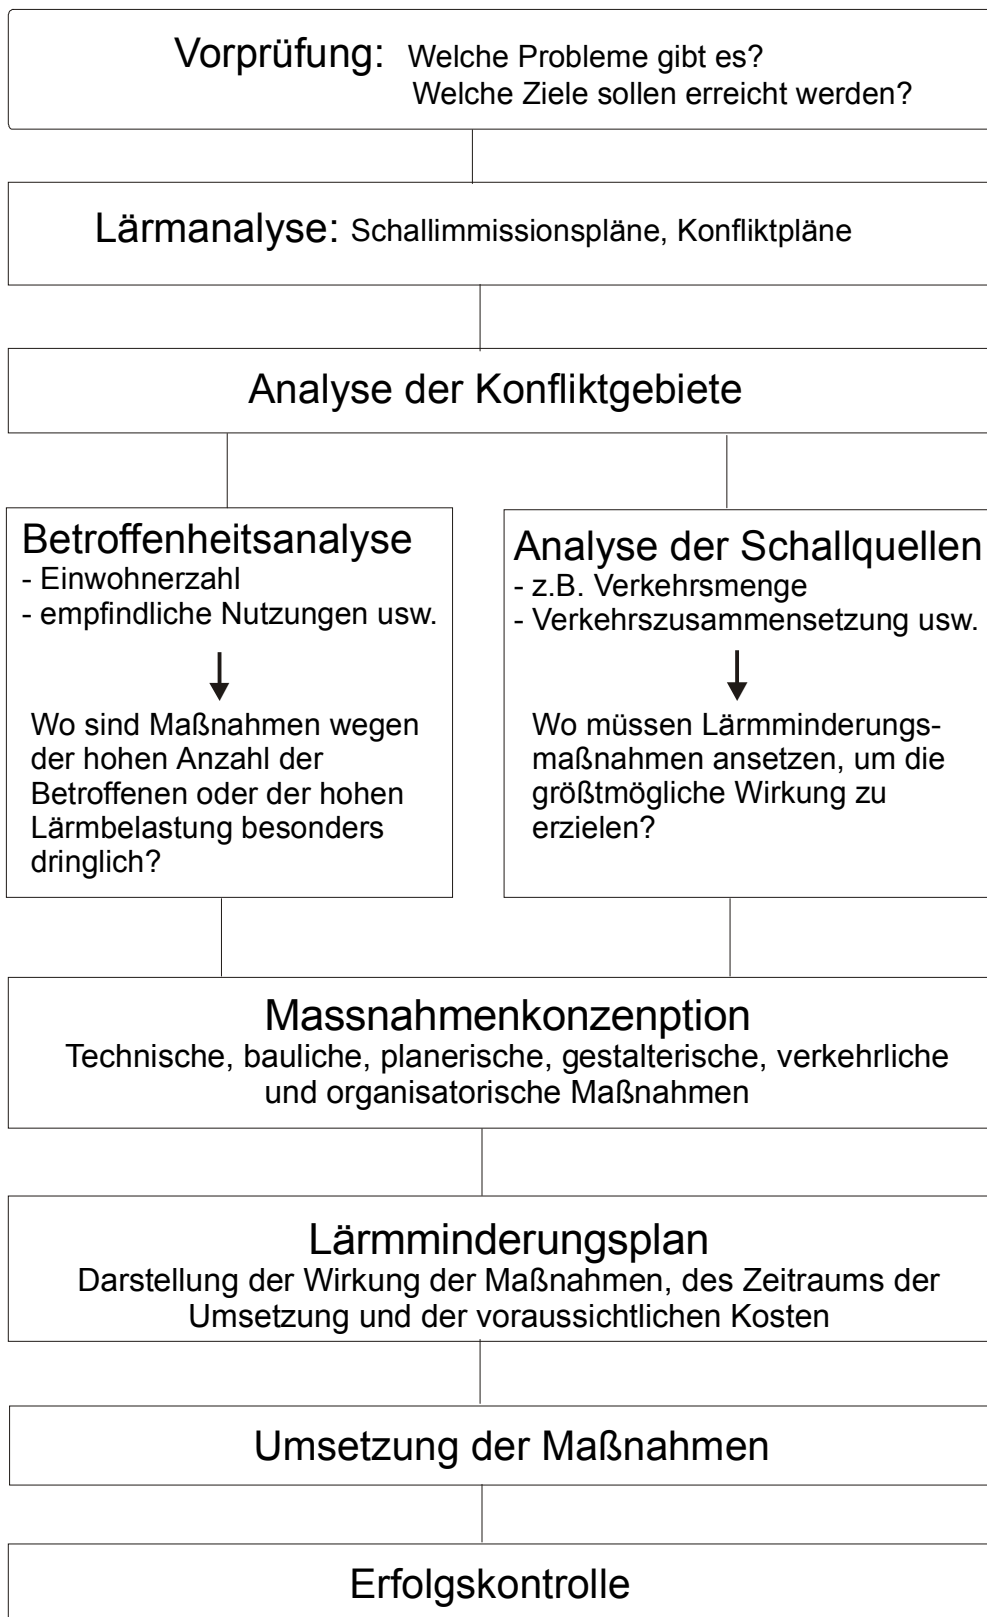 Vorprüfung: Welche Probleme gibt es?
Welche Ziele sollen erreicht werden?
Lärmanalyse: Schallimmissionspläne, Konfliktpläne
Analyse der Konfliktgebiete
Betroffenheitsanalyse
- Einwohnerzahl
- empfindliche Nutzungen usw.
Wo sind Maßnahmen wegen
der hohen Anzahl der
Betroffenen oder der hohen
Lärmbelastung besonders
dringlich?
Analyse der Schallquellen
- z.B. Verkehrsmenge
- Verkehrszusammensetzung usw.
Wo müssen Lärmminderungs-
maßnahmen ansetzen, um die
größtmögliche Wirkung zu
erzielen?
Massnahmenkonzenption
Technische, bauliche, planerische, gestalterische, verkehrliche
und organisatorische Maßnahmen
Lärmminderungsplan
Darstellung der Wirkung der Maßnahmen, des Zeitraums der
Umsetzung und der voraussichtlichen Kosten
Umsetzung der Maßnahmen
Erfolgskontrolle